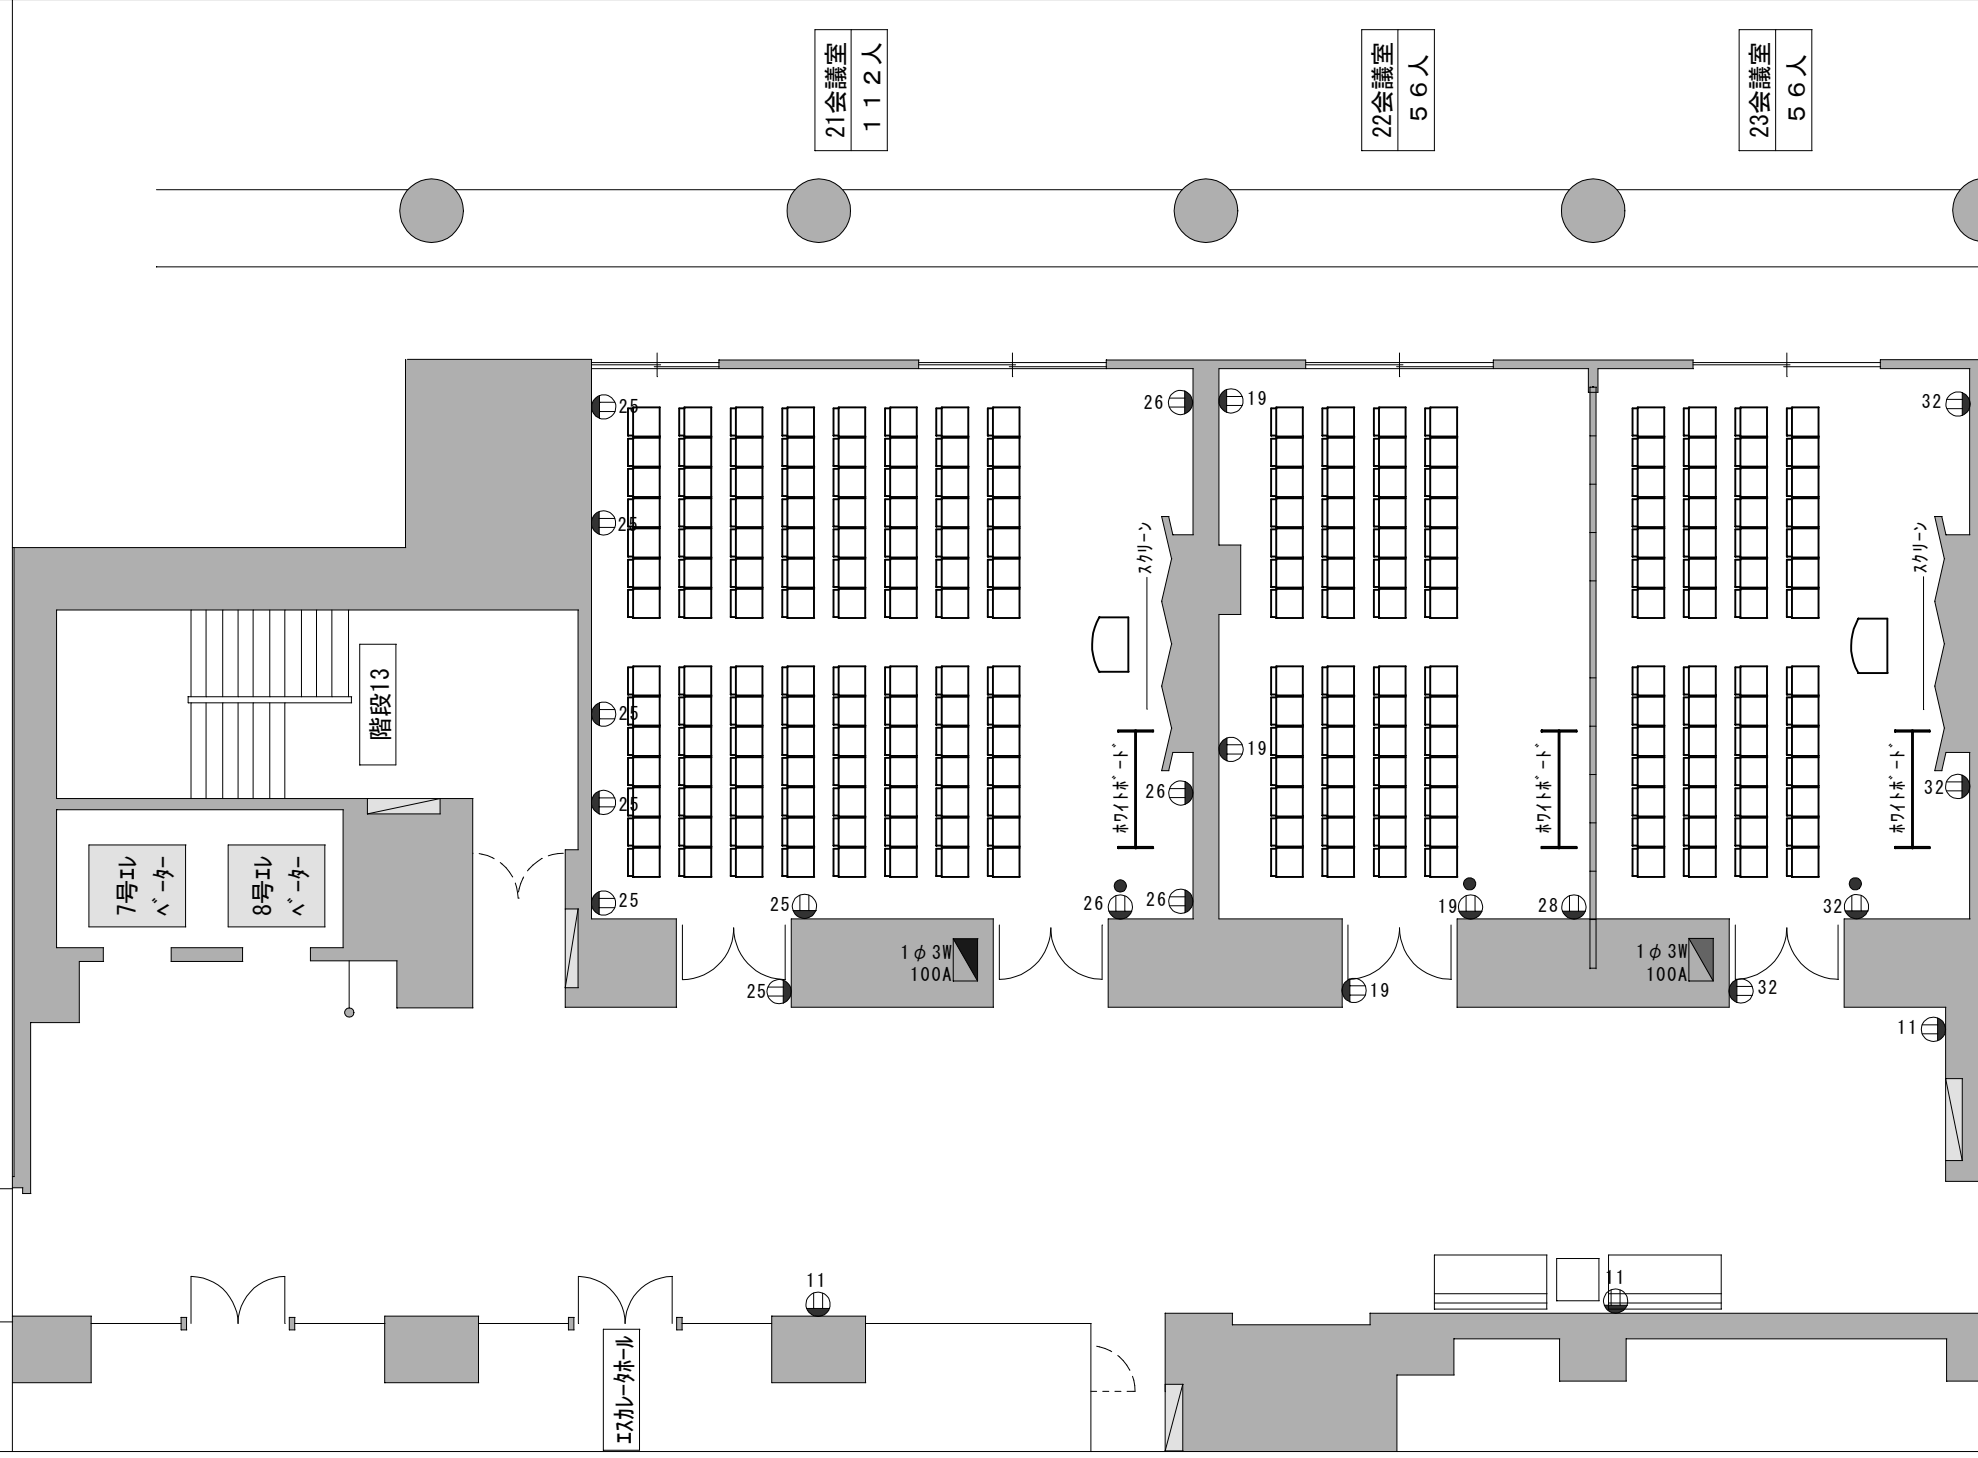 21会議室
112人
22会議室
56人
23会議室
56人
25
26
19
32
25
スクリーン
スクリーン
階段13
25
19
ホワイトボード
ホワイトボード
ホワイトボード
25
26
32
7号エレ
ベーター
8号エレ
ベーター
25
25
26
26
19
28
32
1φ3W
100A
1φ3W
100A
25
19
32
11
11
11
エスカレータホール